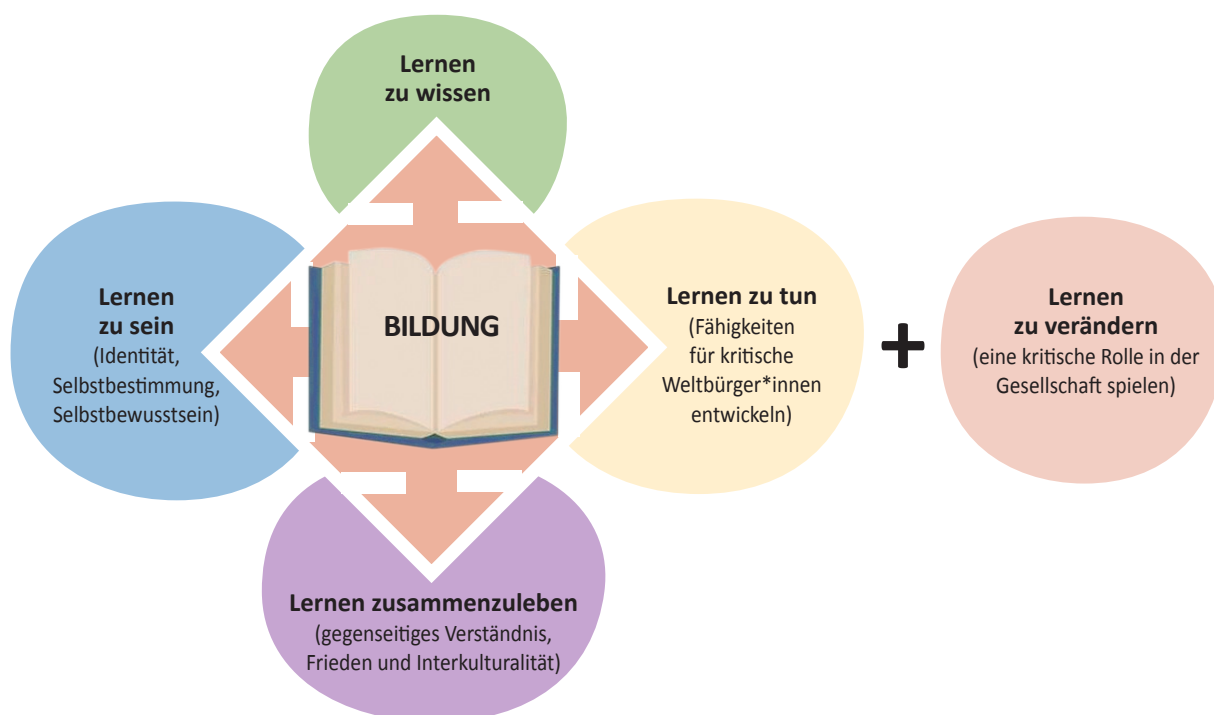 Lernen
zu wissen
Lernen
zu sein
(Identität,
Selbstbestimmung,
Selbstbewusstsein)
BILDUNG
Lernen zu tun
(Fähigkeiten
für kritische
Weltbürger*innen
entwickeln)
+
Lernen
zu verändern
(eine kritische Rolle in der
Gesellschaft spielen)
Lernen zusammenzuleben
(gegenseitiges Verständnis,
Frieden und Interkulturalität)